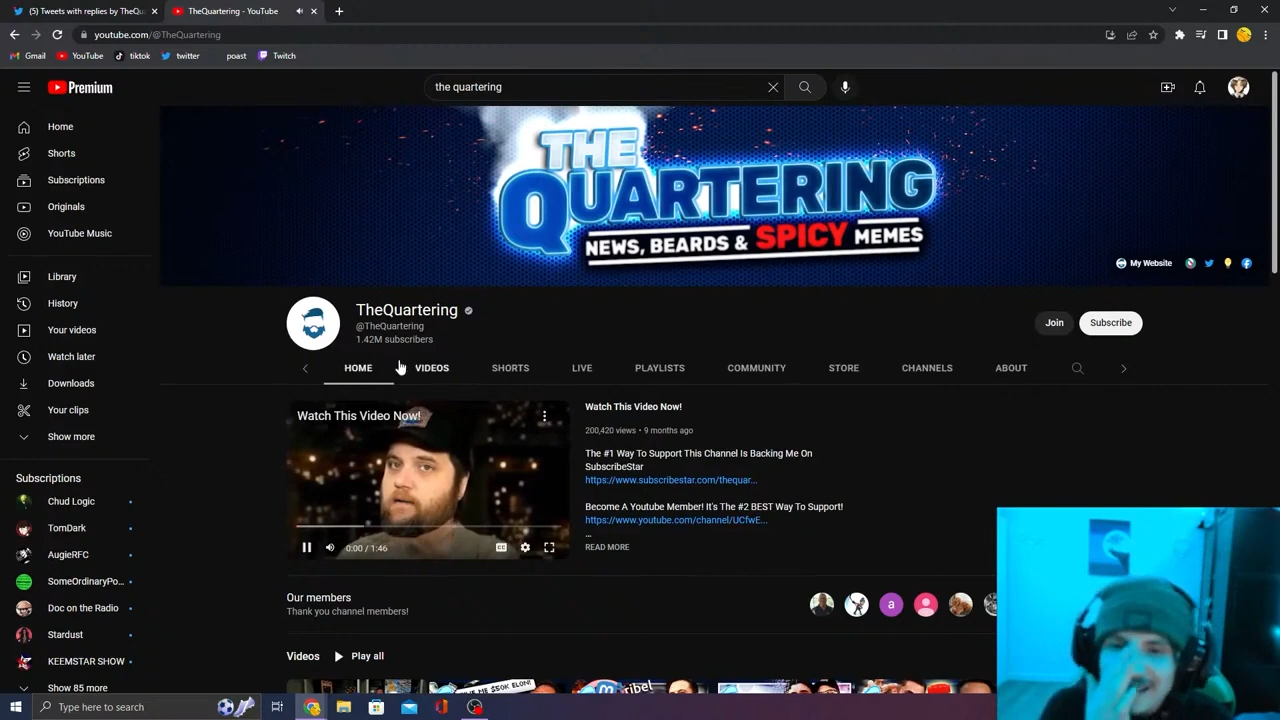 (5) Tweets with replies by TheQu
TheQuartering - YouTube
youtube.com/@TheQuartering
Gmail
YouTube
tiktok
twitter
poast
Twitch
Premium
the quartering
Home
Shorts
Subscriptions
Originals
YouTube Music
Library
History
Your videos
Watch later
Downloads
Your clips
Show more
Subscriptions
Chud Logic
TomDark
AugieRFC
SomeOrdinaryPo...
Doc on the Radio
Stardust
KEEMSTAR SHOW
Show 85 more
THE
QUARTERING
NEWS, BEARDS & SPICY MEMES
My Website
TheQuartering
@TheQuartering
1.42M subscribers
Join
Subscribe
HOME
VIDEOS
SHORTS
LIVE
PLAYLISTS
COMMUNITY
STORE
CHANNELS
ABOUT
Watch This Video Now!
0:00 / 1:46
CC
Watch This Video Now!
200,420 views • 9 months ago
The #1 Way To Support This Channel Is Backing Me On
SubscribeStar
https://www.subscribestar.com/thequar...
Become A Youtube Member! It's The #2 BEST Way To Support!
https://www.youtube.com/channel/UCfwE...
...
READ MORE
Our members
Thank you channel members!
a
Videos
Play all
Type here to search